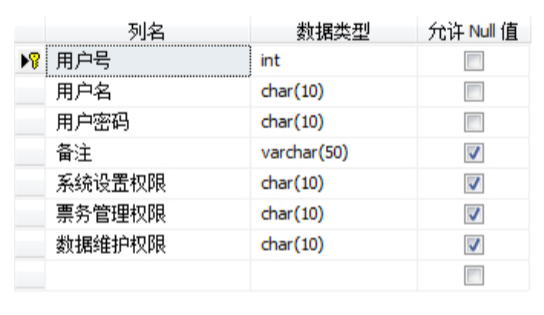 列名 数据类型 允许 Null 值
用户号 int
用户名 char(10)
用户密码 char(10)
备注 varchar(50)
系统设置权限 char(10)
票务管理权限 char(10)
数据维护权限 char(10)